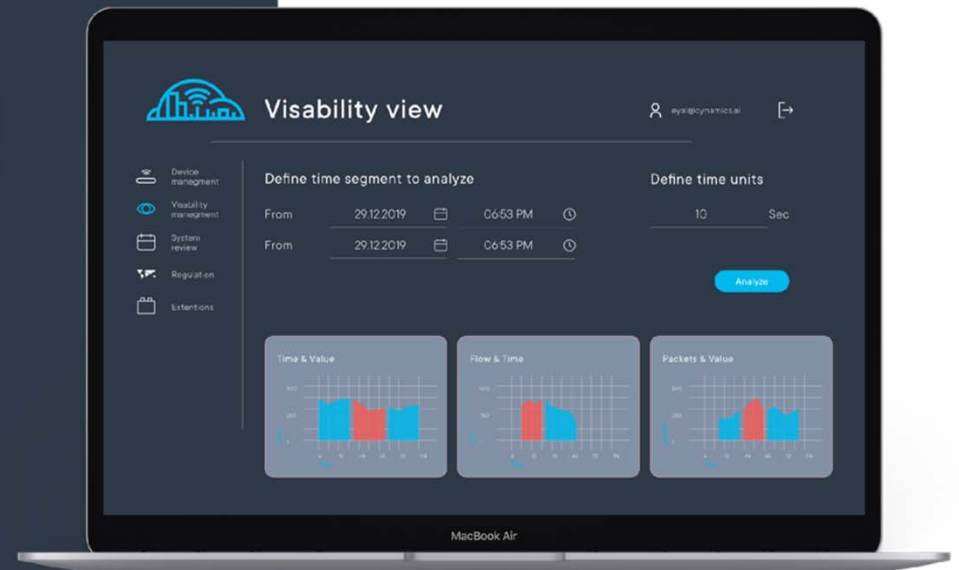 Visability view
eyal@cynamics.ai
Device
managment
Visability
managment
System
review
Regulation
Extentions
Define time segment to analyze
From 29.12.2019 06:53 PM
From 29.12.2019 06:53 PM
Define time units
10 Sec
Analyze
Time & Value
Flow & Time
Packets & Value
MacBook Air